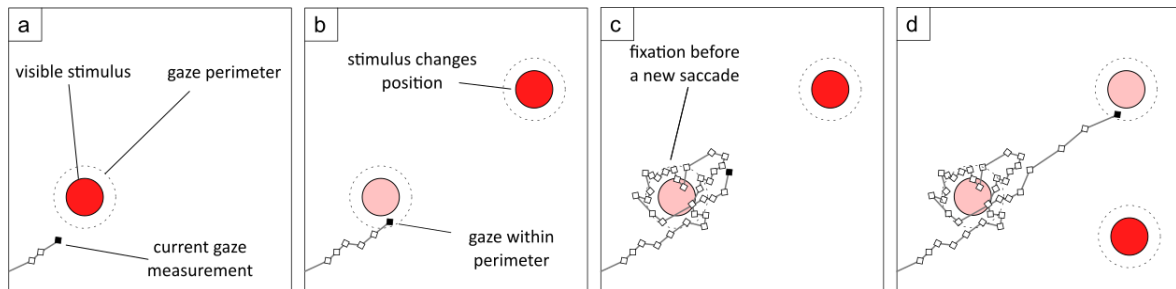 a
visible stimulus
gaze perimeter
current gaze
measurement
b
stimulus changes
position
gaze within
perimeter
c
fixation before
a new saccade
d